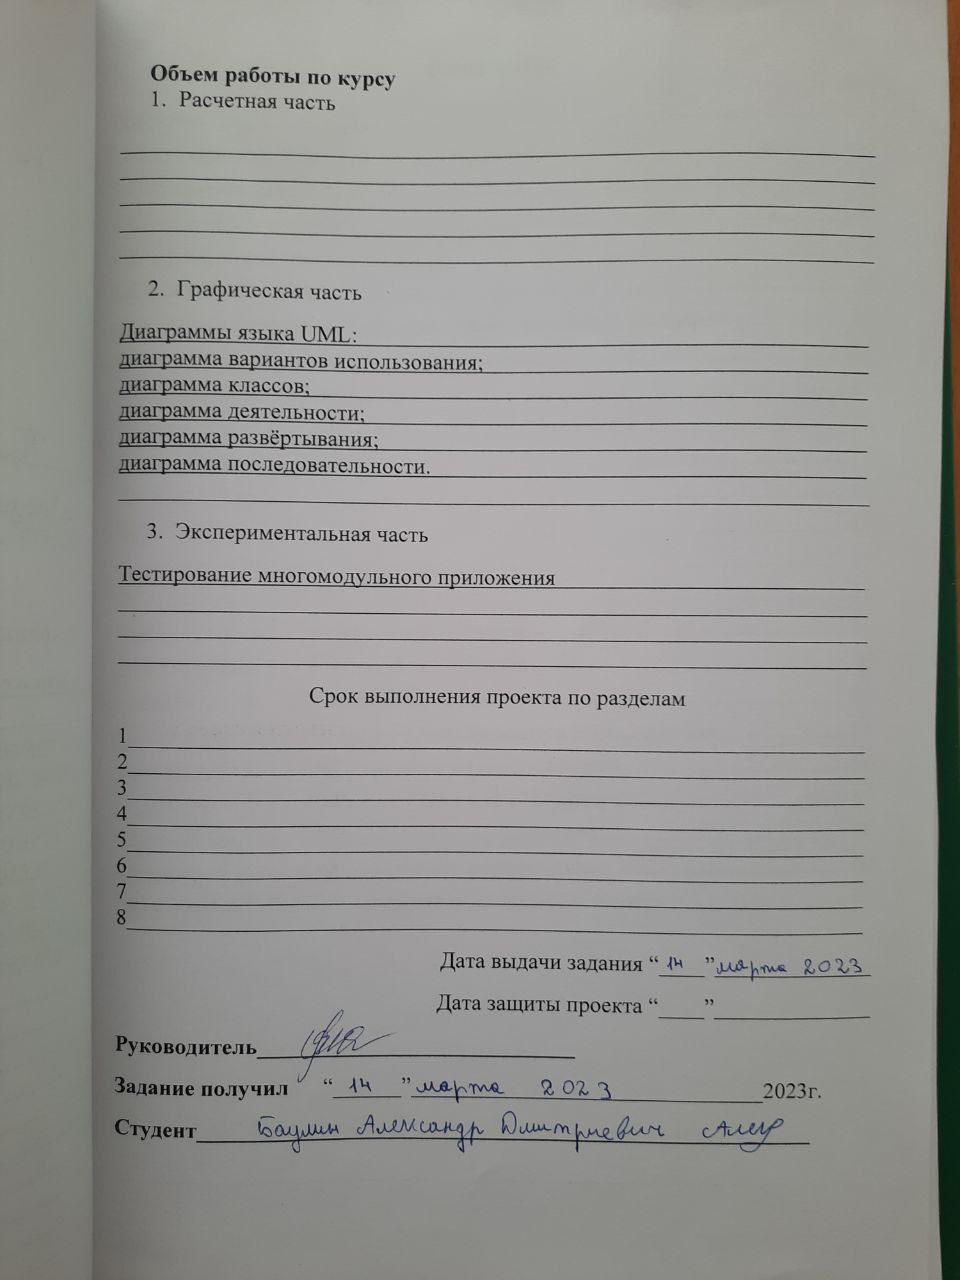 Объем работы по курсу
1. Расчетная часть
2. Графическая часть
Диаграммы языка UML:
диаграмма вариантов использования;
диаграмма классов;
диаграмма деятельности;
диаграмма развёртывания;
диаграмма последовательности.
3. Экспериментальная часть
Тестирование многомодульного приложения
Срок выполнения проекта по разделам
1
2
3
4
5
6
7
8
Дата выдачи задания “14” марта 2023
Дата защиты проекта “____”
Руководитель
Задание получил “14” марта 2023 2023г.
Студент Баулин Александр Дмитриевич